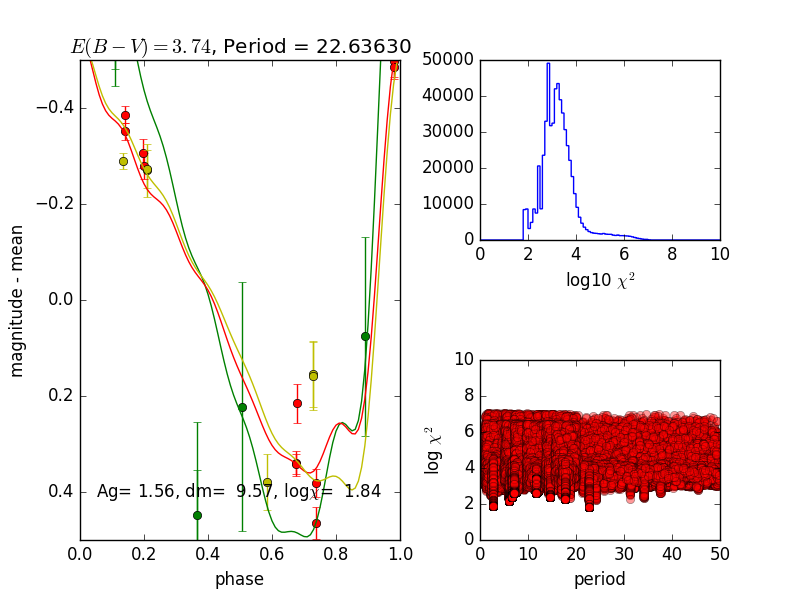 E(B − V) = 3.74, Period = 22.63630
magnitude - mean
−0.4
−0.2
0.0
0.2
0.4
Ag= 1.56, dm=  9.57, logχ=  1.84
0.0 0.2 0.4 0.6 0.8 1.0
phase
50000
40000
30000
20000
10000
0
0 2 4 6 8 10
log10 χ²
log χ²
10
8
6
4
2
0
0 10 20 30 40 50
period